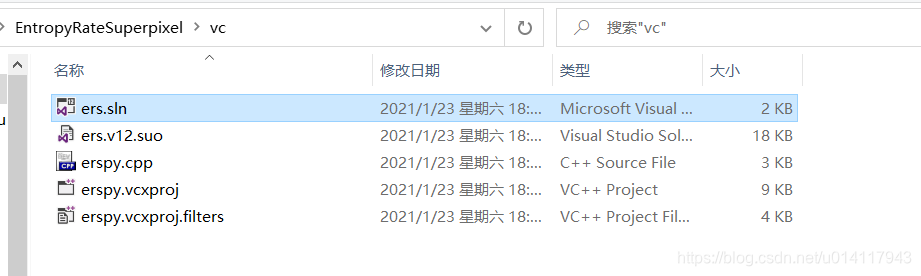 EntropyRateSuperpixel > vc
搜索"vc"
名称 修改日期 类型 大小
ers.sln 2021/1/23 星期六 18:... Microsoft Visual ... 2 KB
ers.v12.suo 2021/1/23 星期六 18:... Visual Studio Sol... 18 KB
erspy.cpp 2021/1/23 星期六 18:... C++ Source File 3 KB
erspy.vcxproj 2021/1/23 星期六 18:... VC++ Project 9 KB
erspy.vcxproj.filters 2021/1/23 星期六 18:... VC++ Project Fil... 4 KB
https://blog.csdn.net/u014117943